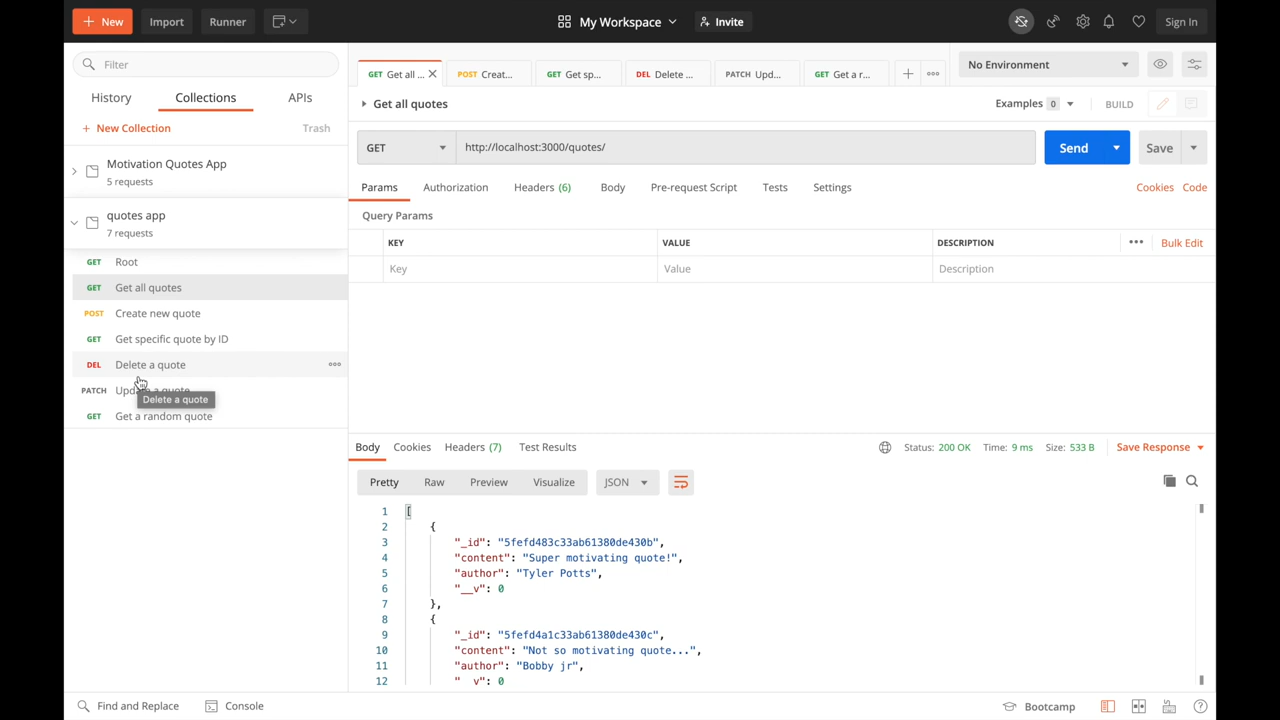 New
Import
Runner
My Workspace
Invite
Sign In
Filter
History
Collections
APIs
+ New Collection
Trash
Motivation Quotes App
5 requests
quotes app
7 requests
GET Root
GET Get all quotes
POST Create new quote
GET Get specific quote by ID
DEL Delete a quote
PATCH Update a quote
Delete a quote
GET Get a random quote
GET Get all ...
POST Creat...
GET Get sp...
DEL Delete ...
PATCH Upd...
GET Get a r...
No Environment
Get all quotes
Examples 0
BUILD
GET
http://localhost:3000/quotes/
Send
Save
Params
Authorization
Headers (6)
Body
Pre-request Script
Tests
Settings
Cookies
Code
Query Params
KEY
VALUE
DESCRIPTION
Bulk Edit
Key
Value
Description
Body
Cookies
Headers (7)
Test Results
Status: 200 OK
Time: 9 ms
Size: 533 B
Save Response
Pretty
Raw
Preview
Visualize
JSON
1 [
2 {
3 "_id": "5fefd483c33ab61380de430b",
4 "content": "Super motivating quote!",
5 "author": "Tyler Potts",
6 "__v": 0
7 },
8 {
9 "_id": "5fefd4a1c33ab61380de430c",
10 "content": "Not so motivating quote...",
11 "author": "Bobby jr",
12 "__v": 0
Find and Replace
Console
Bootcamp